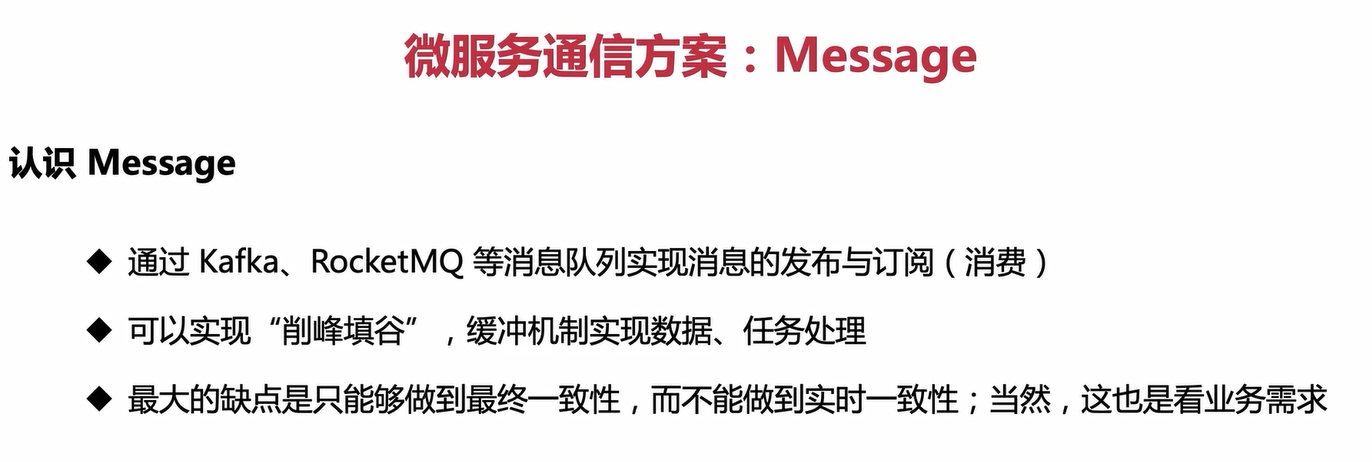 微服务通信方案：Message
认识 Message
◆ 通过 Kafka、RocketMQ 等消息队列实现消息的发布与订阅（消费）
◆ 可以实现“削峰填谷”，缓冲机制实现数据、任务处理
◆ 最大的缺点是只能够做到最终一致性，而不能做到实时一致性；当然，这也是看业务需求